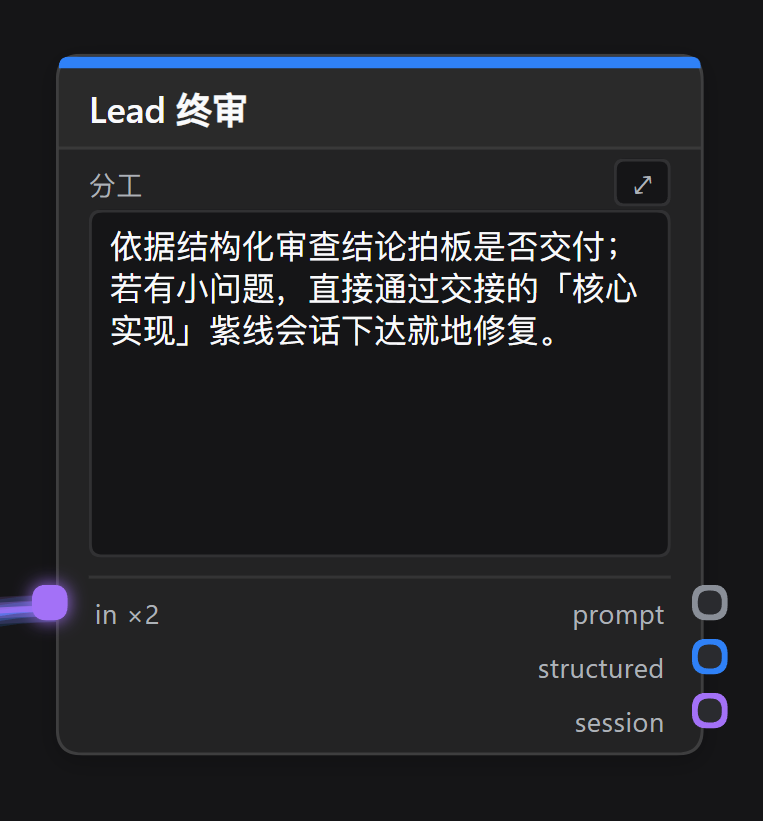 Lead 终审
分工
依据结构化审查结论拍板是否交付；
若有小问题，直接通过交接的「核心
实现」紫线会话下达就地修复。
in ×2
prompt
structured
session